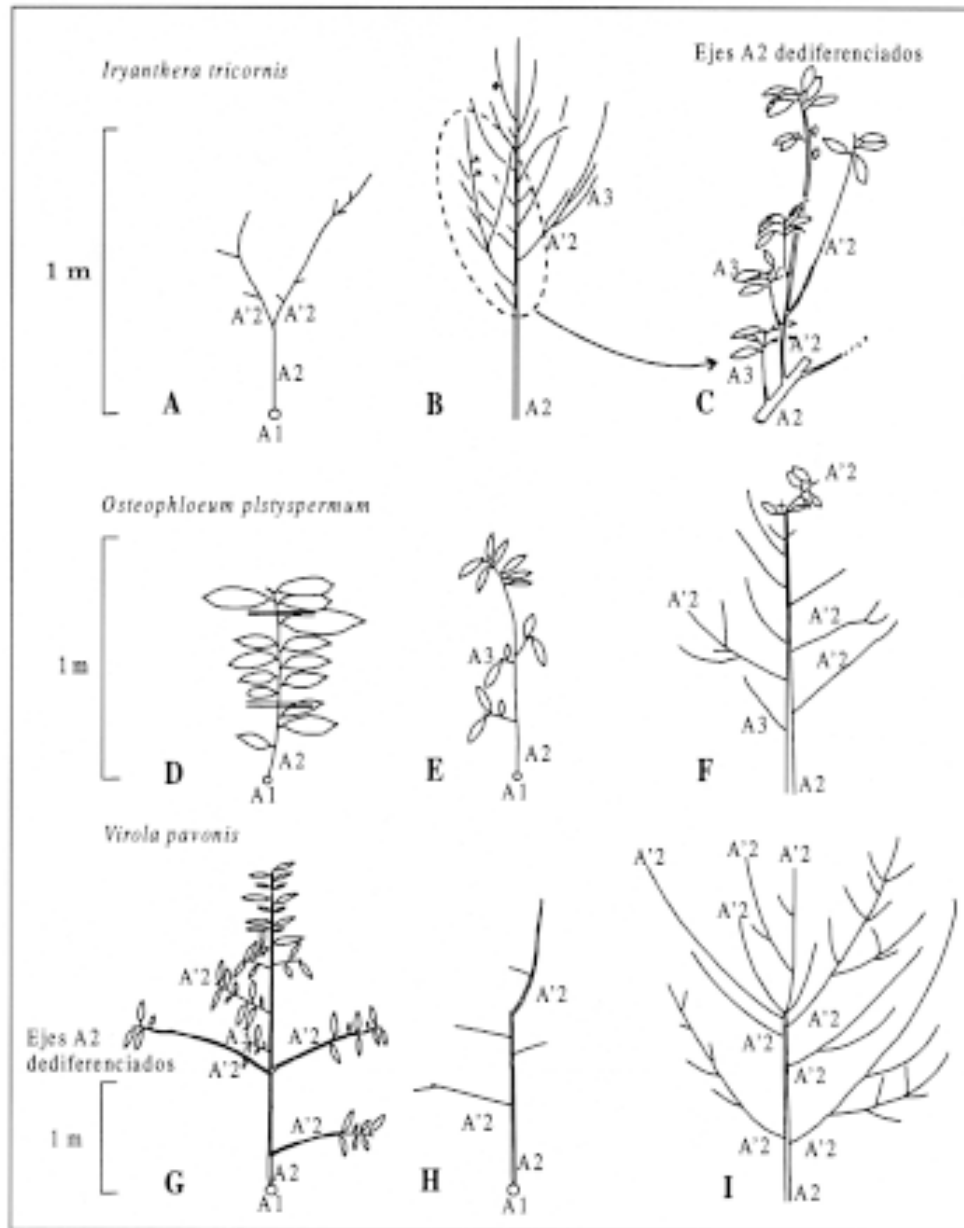 Iryanthera tricornis
Ejes A2 dediferenciados
1 m
A'2 A'2
A2
A1
A
A3
A'2
A2
B
A'2
A3
A'2
A3
A2
C
Osteophloeum plstyspermum
1 m
A2
A1
D
A3
A2
A1
E
A'2
A'2
A'2
A'2
A3
A2
F
Virola pavonis
Ejes A2
dediferenciados
1 m
A'2
A'2
A'2
A'2
A2
A1
G
A'2
A'2
A2
A1
H
A'2
A'2
A'2
A'2
A'2
A'2
A'2
A'2
A'2
A2
I